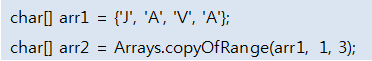 char[] arr1 = {'J', 'A', 'V', 'A'};
char[] arr2 = Arrays.copyOfRange(arr1, 1, 3);